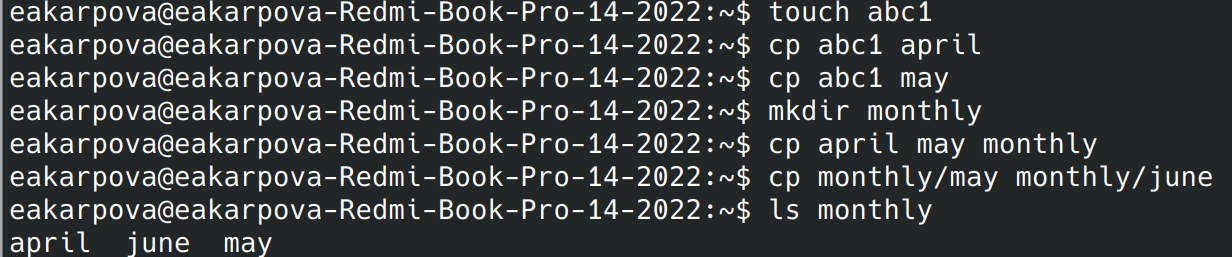 eakarpova@eakarpova-Redmi-Book-Pro-14-2022:~$ touch abc1
eakarpova@eakarpova-Redmi-Book-Pro-14-2022:~$ cp abc1 april
eakarpova@eakarpova-Redmi-Book-Pro-14-2022:~$ cp abc1 may
eakarpova@eakarpova-Redmi-Book-Pro-14-2022:~$ mkdir monthly
eakarpova@eakarpova-Redmi-Book-Pro-14-2022:~$ cp april may monthly
eakarpova@eakarpova-Redmi-Book-Pro-14-2022:~$ cp monthly/may monthly/june
eakarpova@eakarpova-Redmi-Book-Pro-14-2022:~$ ls monthly
april  june  may